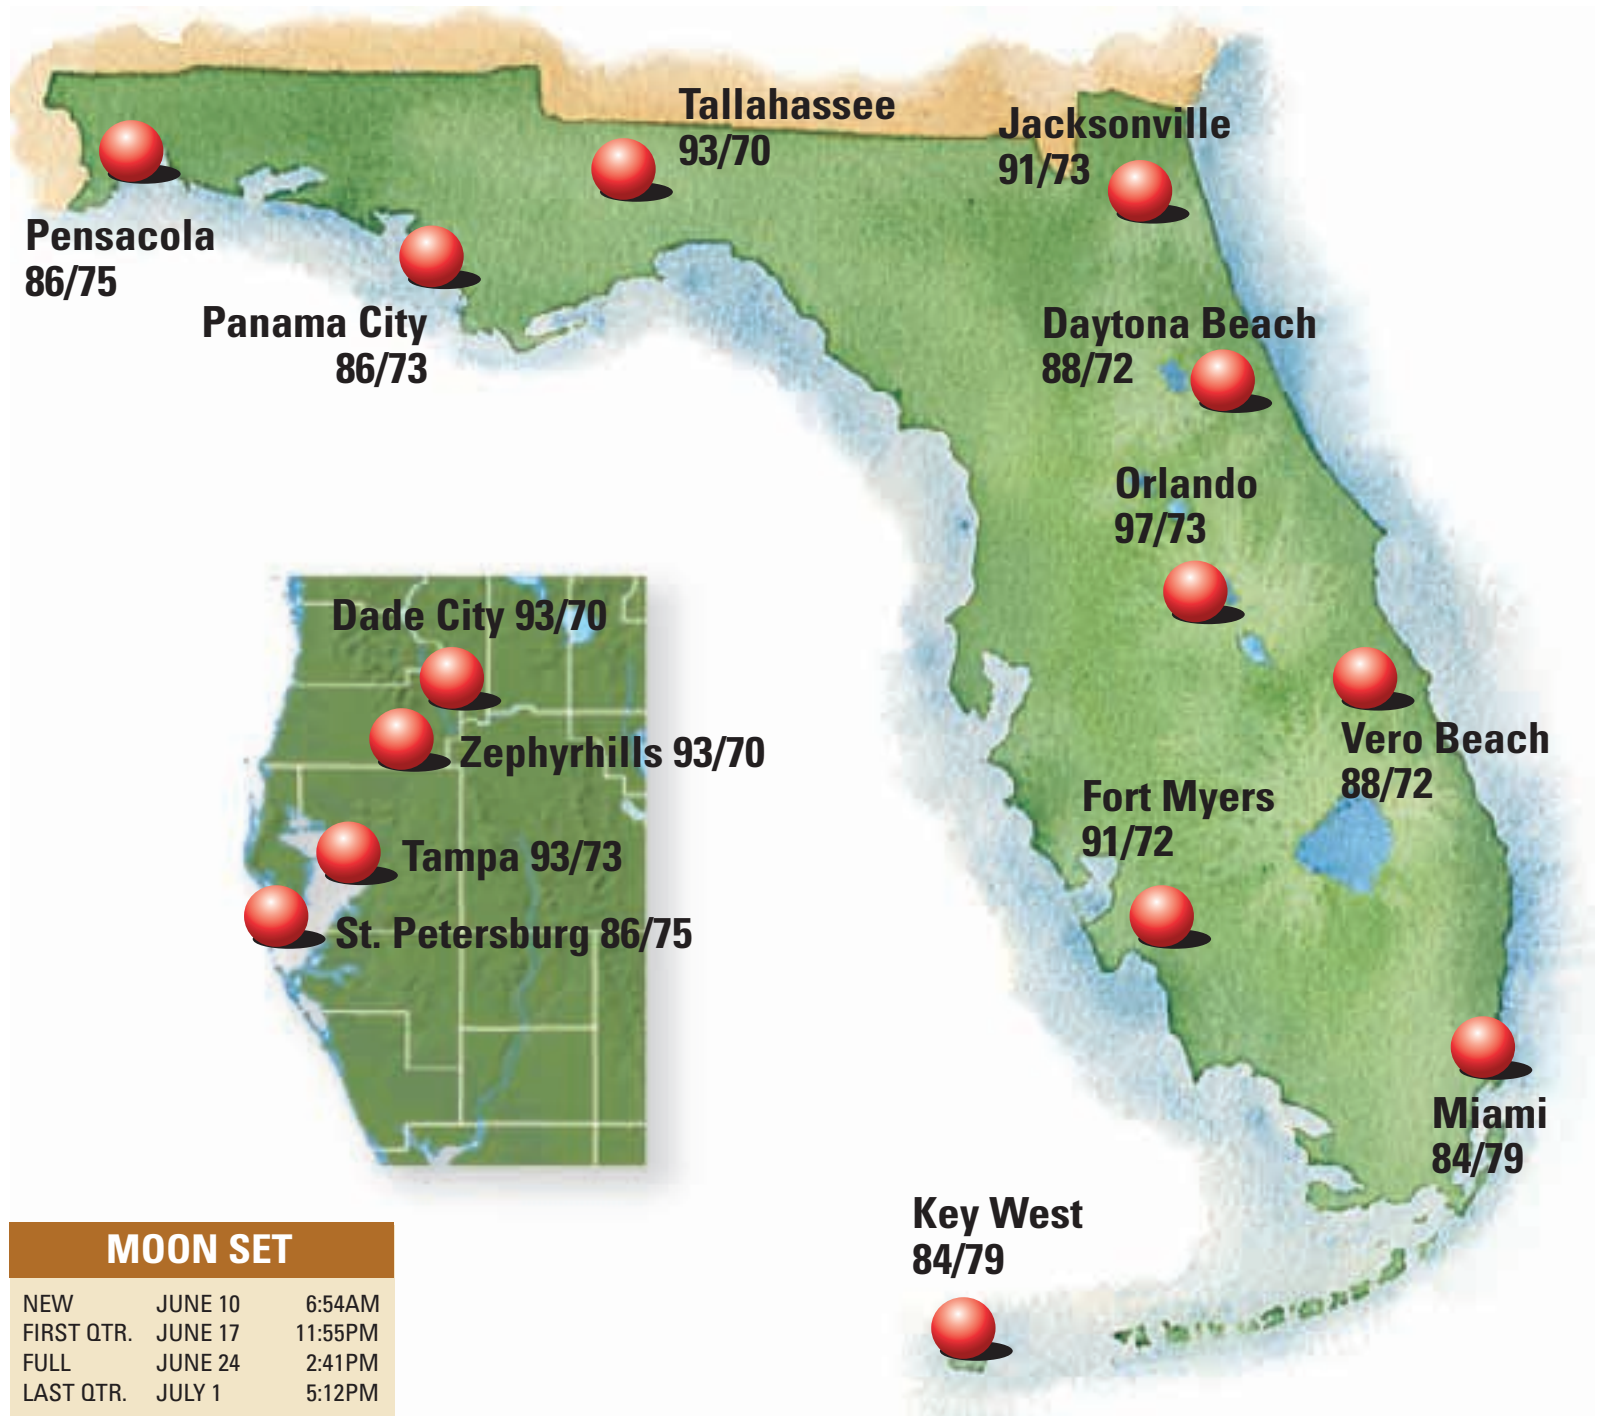 Tallahassee
93/70
Jacksonville
91/73
Pensacola
86/75
Panama City
86/73
Daytona Beach
88/72
Orlando
97/73
Dade City 93/70
Zephyrhills 93/70
Tampa 93/73
St. Petersburg 86/75
Vero Beach
88/72
Fort Myers
91/72
Miami
84/79
Key West
84/79
MOON SET
NEW JUNE 10 6:54AM
FIRST QTR. JUNE 17 11:55PM
FULL JUNE 24 2:41PM
LAST QTR. JULY 1 5:12PM